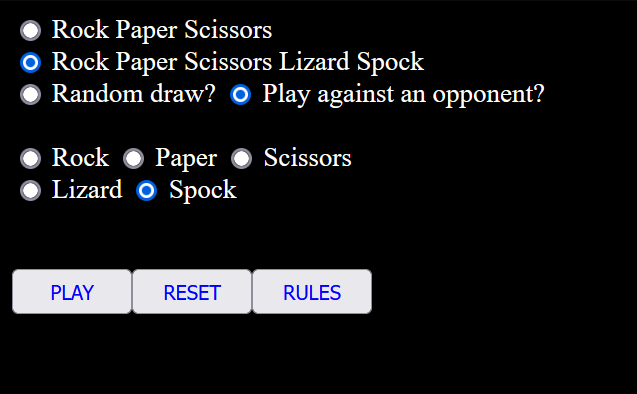 Rock Paper Scissors
Rock Paper Scissors Lizard Spock
Random draw? Play against an opponent?
Rock Paper Scissors
Lizard Spock
PLAY RESET RULES